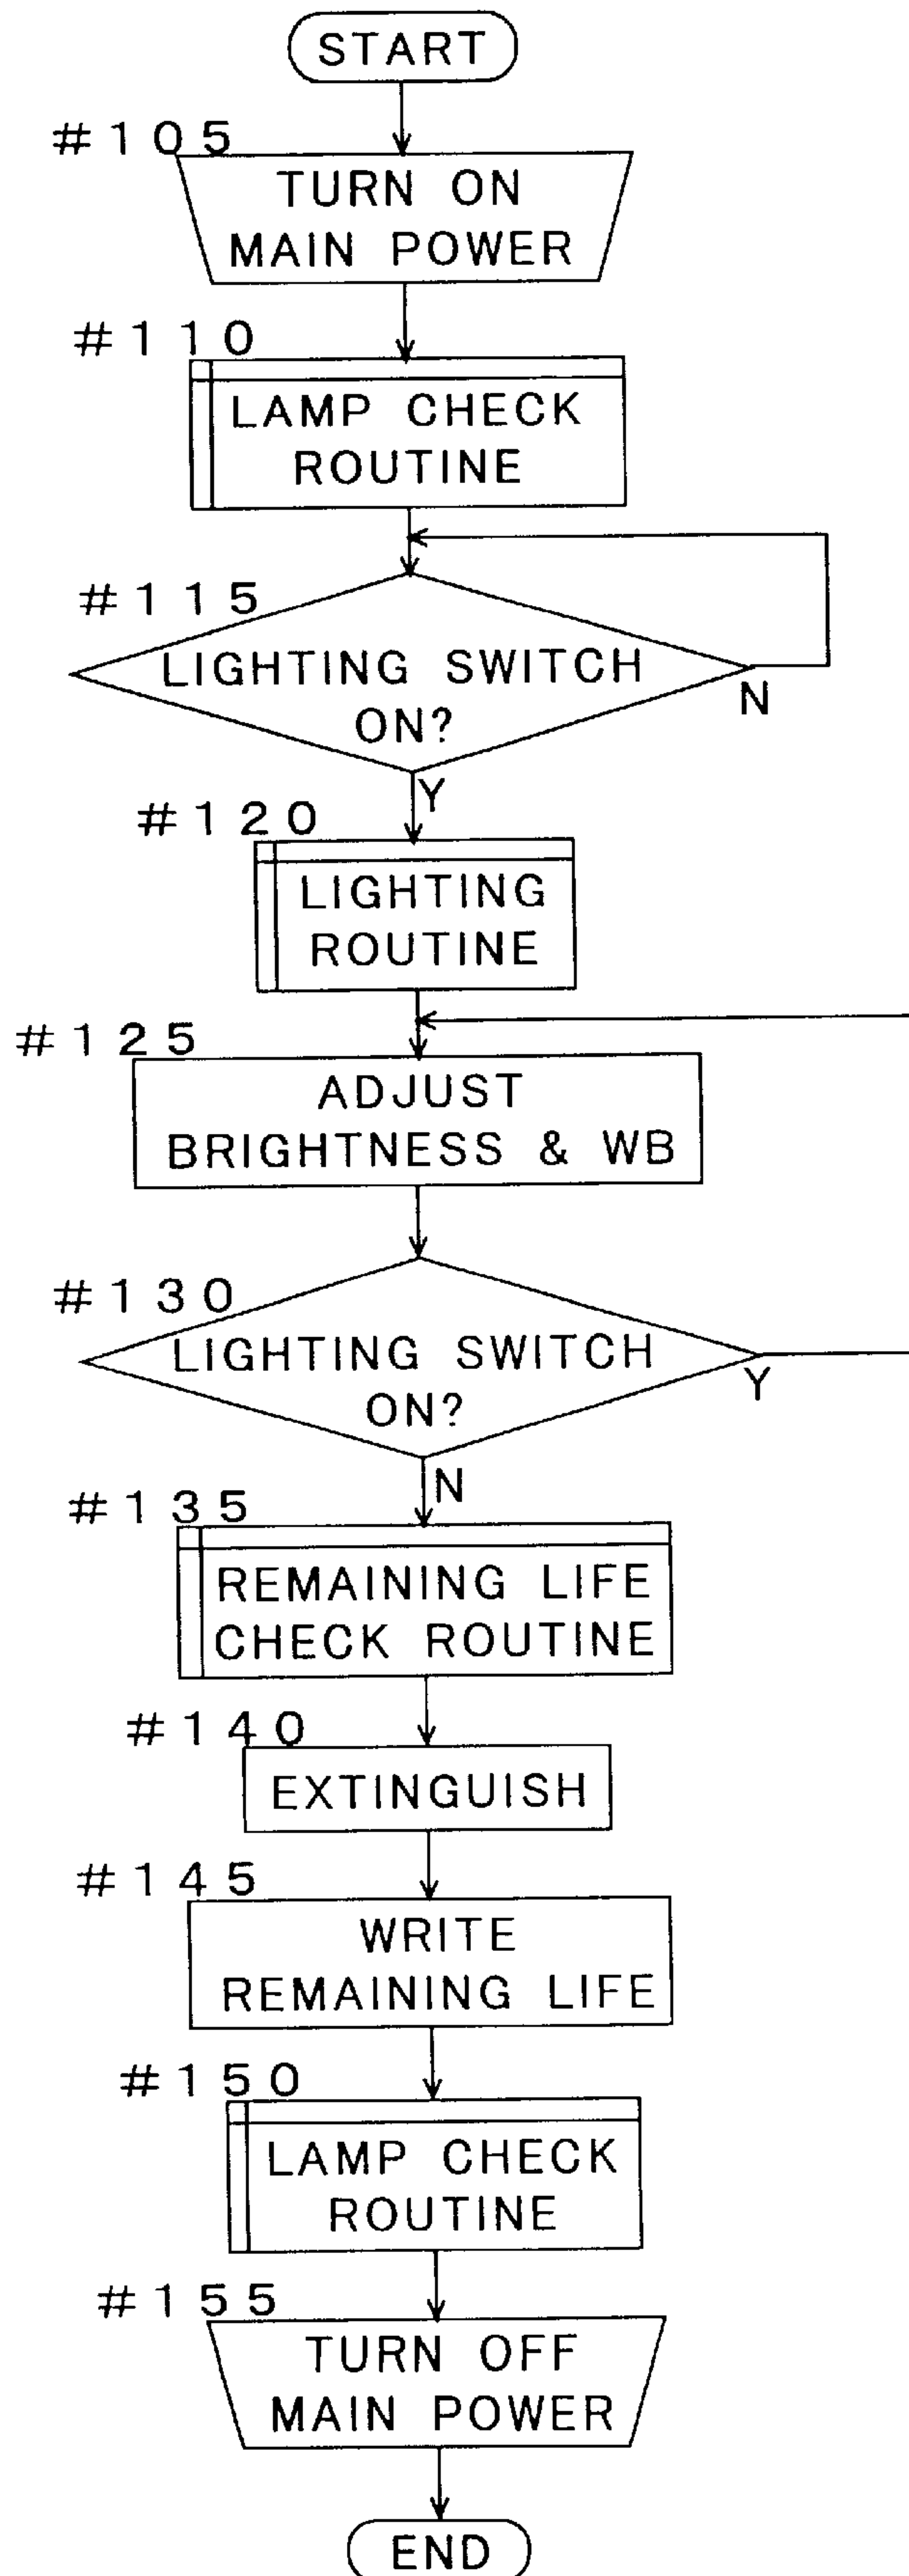 START
#105
TURN ON
MAIN POWER
#110
LAMP CHECK
ROUTINE
#115
LIGHTING SWITCH
ON?
N
Y
#120
LIGHTING
ROUTINE
#125
ADJUST
BRIGHTNESS & WB
#130
LIGHTING SWITCH
ON?
Y
N
#135
REMAINING LIFE
CHECK ROUTINE
#140
EXTINGUISH
#145
WRITE
REMAINING LIFE
#150
LAMP CHECK
ROUTINE
#155
TURN OFF
MAIN POWER
END